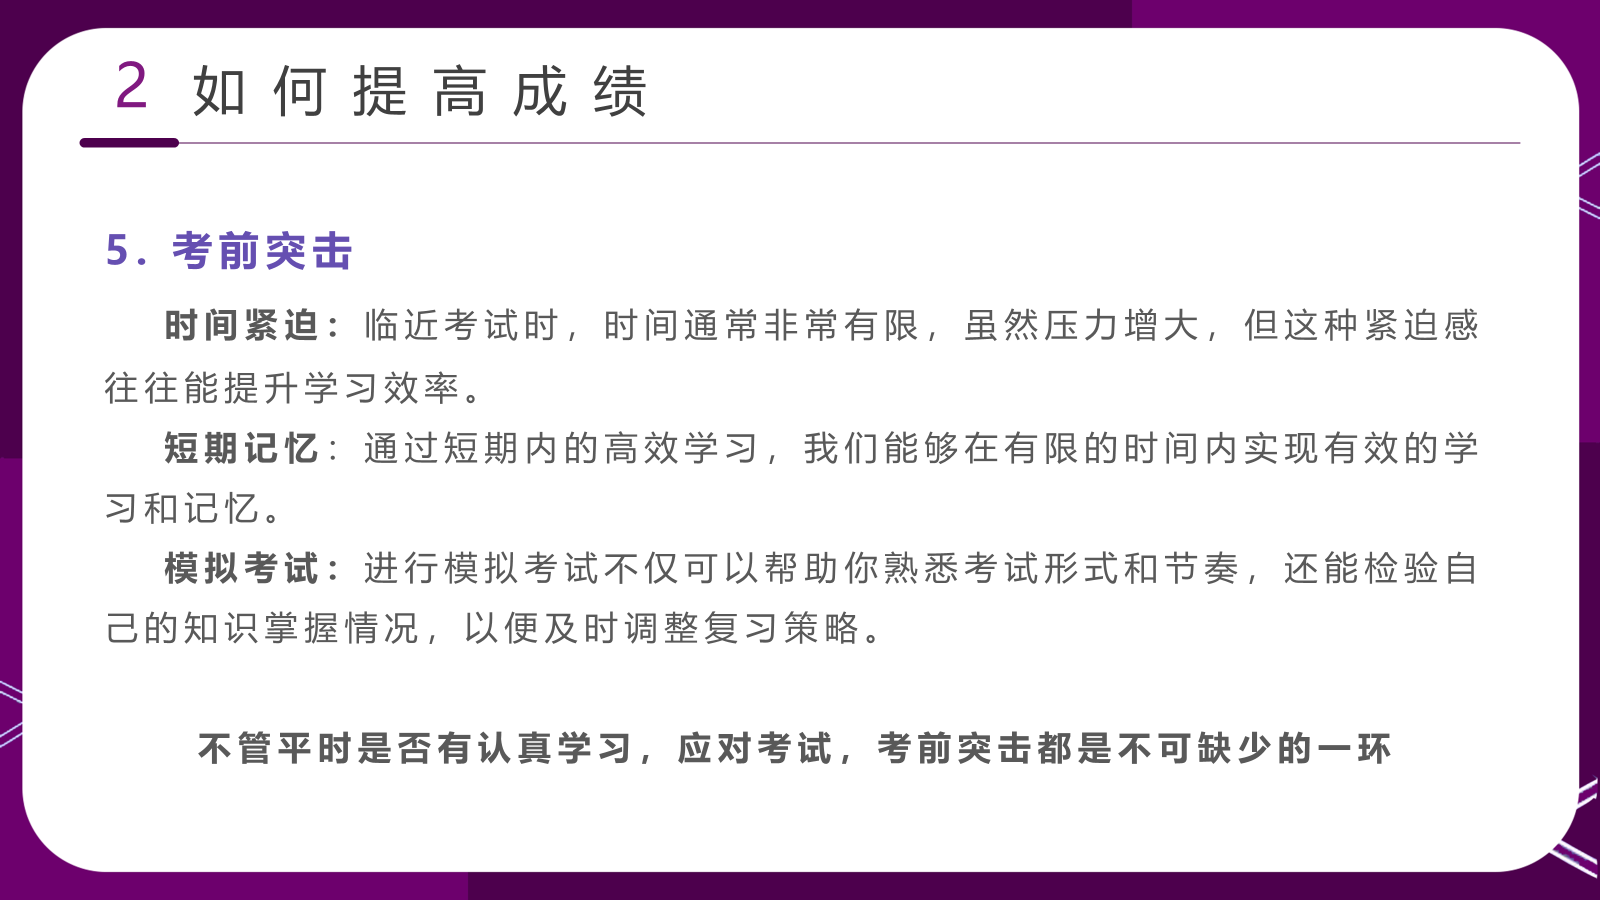 2 如何提高成绩
5. 考前突击
时间紧迫：临近考试时，时间通常非常有限，虽然压力增大，但这种紧迫感
往往能提升学习效率。
短期记忆：通过短期内的高效学习，我们能够在有限的时间内实现有效的学
习和记忆。
模拟考试：进行模拟考试不仅可以帮助你熟悉考试形式和节奏，还能检验自
己的知识掌握情况，以便及时调整复习策略。
不管平时是否有认真学习，应对考试，考前突击都是不可缺少的一环